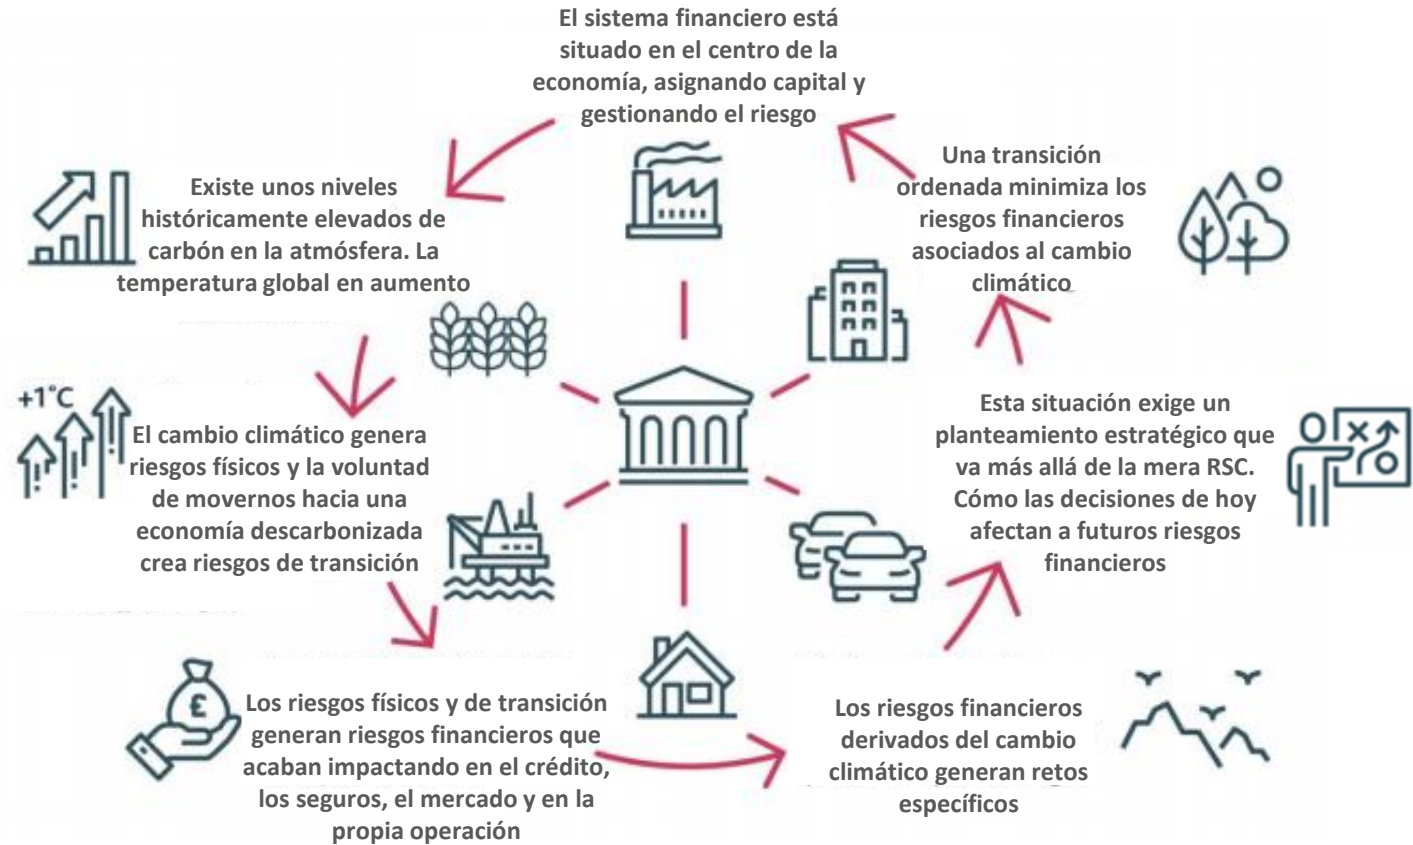 El sistema financiero está
situado en el centro de la
economía, asignando capital y
gestionando el riesgo
Existe unos niveles
históricamente elevados de
carbón en la atmósfera. La
temperatura global en aumento
+1°C
El cambio climático genera
riesgos físicos y la voluntad
de movernos hacia una
economía descarbonizada
crea riesgos de transición
£
Los riesgos físicos y de transición
generan riesgos financieros que
acaban impactando en el crédito,
los seguros, el mercado y en la
propia operación
Los riesgos financieros
derivados del cambio
climático generan retos
específicos
Esta situación exige un
planteamiento estratégico que
va más allá de la mera RSC.
Cómo las decisiones de hoy
afectan a futuros riesgos
financieros
Una transición
ordenada minimiza los
riesgos financieros
asociados al cambio
climático